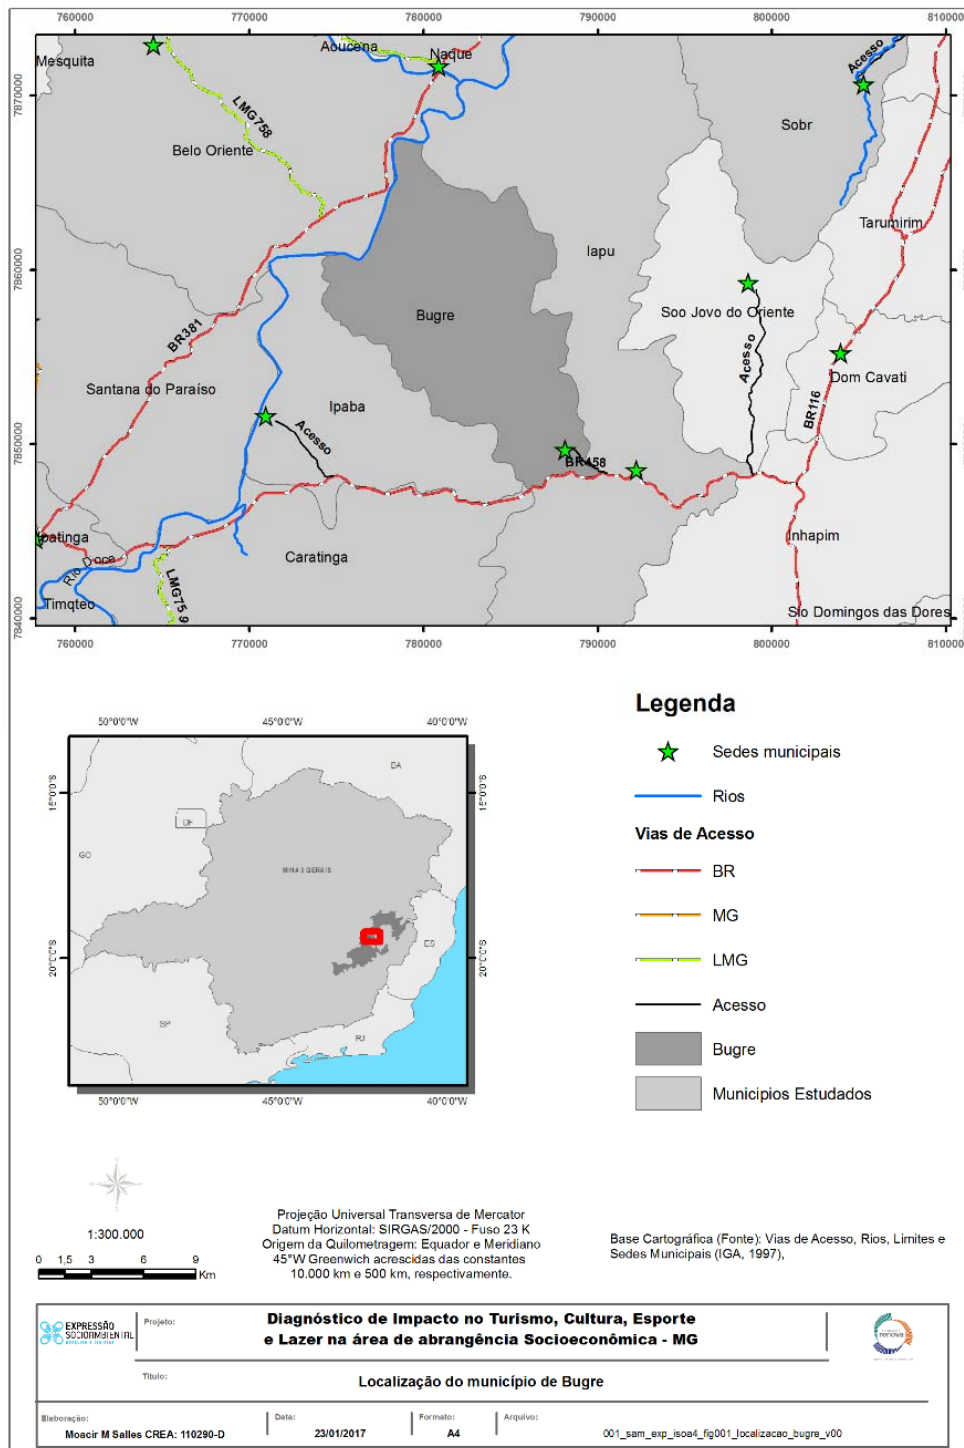 760000 770000 780000 790000 800000 810000
7870000
7860000
7850000
7840000
Mesquita
Aoucena
Naque
Acesso
LMG758
Belo Oriente
Sobr
Tarumirim
Iapu
Soo Jovo do Oriente
Bugre
BR381
Acesso
Dom Cavati
Santana do Paraíso
Ipaba
BR116
Acesso
BR458
Ipatinga
Inhapim
Rio Doce
Caratinga
LMG75 9
Timqteo
Slo Domingos das Dores
760000 770000 780000 790000 800000 810000
Legenda
Sedes municipais
Rios
Vias de Acesso
BR
MG
LMG
Acesso
Bugre
Municipios Estudados
50°0'0"W 45°0'0"W 40°0'0"W
15°0'0"S 15°0'0"S
BA
DF
GO
MINAS GERAIS
ES
20°0'0"S 20°0'0"S
SP
RJ
50°0'0"W 45°0'0"W 40°0'0"W
1:300.000
0 1,5 3 6 9
Km
Projeção Universal Transversa de Mercator
Datum Horizontal: SIRGAS/2000 - Fuso 23 K
Origem da Quilometragem: Equador e Meridiano
45°W Greenwich acrescidas das constantes
10.000 km e 500 km, respectivamente.
Base Cartográfica (Fonte): Vias de Acesso, Rios, Limites e
Sedes Municipais (IGA, 1997),
EXPRESSÃO
SOCIOAMBIENTAL
Projeto:
Diagnóstico de Impacto no Turismo, Cultura, Esporte
e Lazer na área de abrangência Socioeconômica - MG
renova
Titulo:
Localização do município de Bugre
Elaboração:
Moacir M Salles CREA: 110290-D
Data:
23/01/2017
Formato:
A4
Arquivo:
001_sam_exp_isoa4_fig001_localizacao_bugre_v00